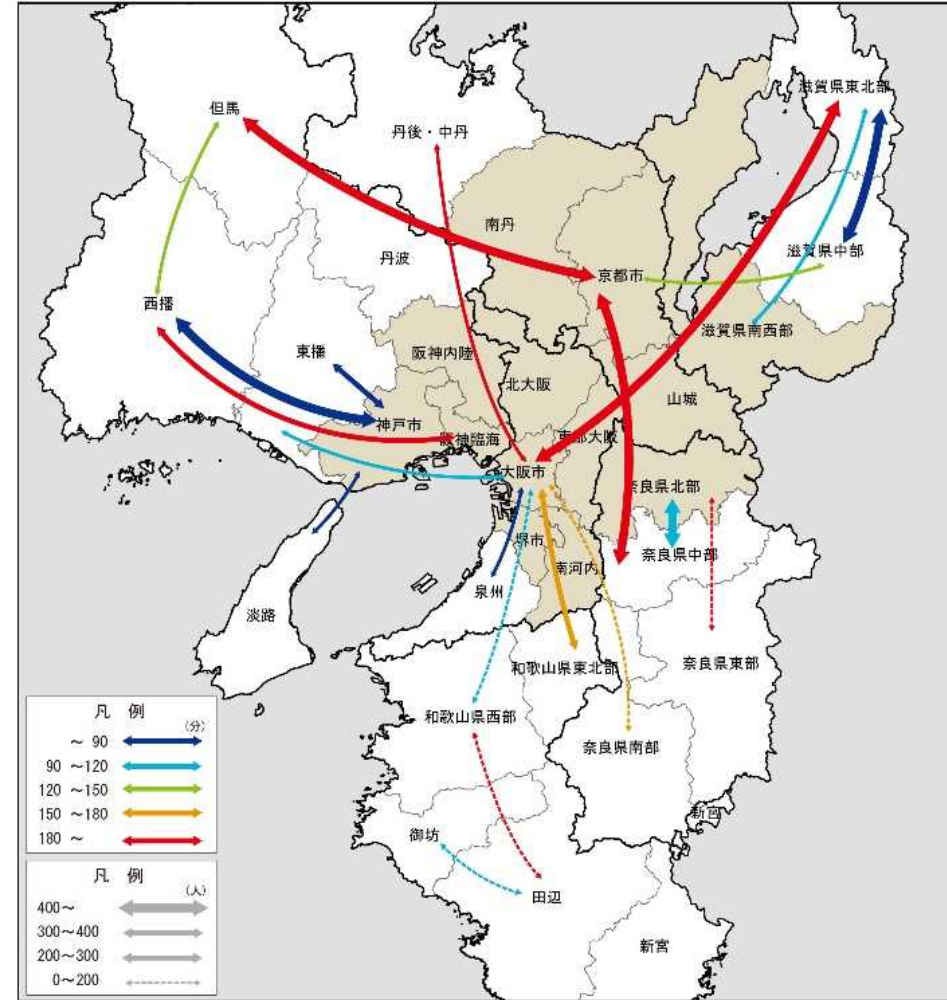 滋賀県東北部
但馬
丹後・中丹
南丹
滋賀県中部
丹波
京都市
西播
滋賀県南西部
東播
阪神内陸
北大阪
山城
神戸市
阪神臨海
東部大阪
大阪市
奈良県北部
堺市
奈良県中部
南河内
泉州
淡路
和歌山県東北部
奈良県東部
和歌山県西部
奈良県南部
新宮
御坊
田辺
新宮
凡 例
(分)
～ 90
90 ～120
120 ～150
150 ～180
180 ～
凡 例
(人)
400～
300～400
200～300
0～200